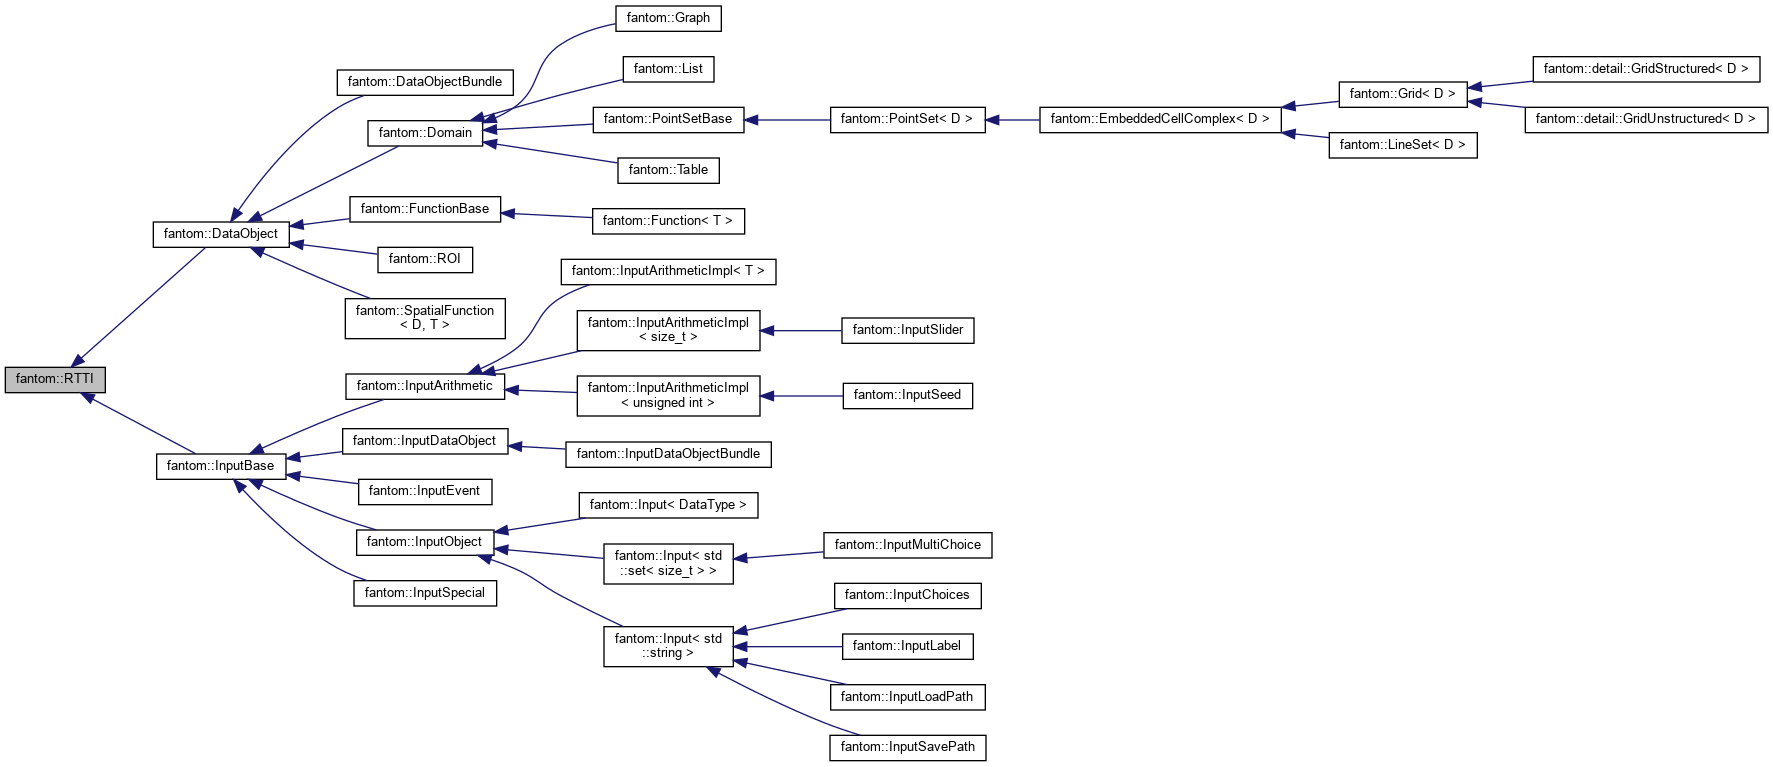 fantom::Graph
fantom::List
fantom::DataObjectBundle
fantom::Domain
fantom::PointSetBase
fantom::PointSet< D >
fantom::EmbeddedCellComplex< D >
fantom::Grid< D >
fantom::detail::GridStructured< D >
fantom::detail::GridUnstructured< D >
fantom::LineSet< D >
fantom::Table
fantom::FunctionBase
fantom::Function< T >
fantom::DataObject
fantom::ROI
fantom::SpatialFunction
< D, T >
fantom::RTTI
fantom::InputArithmeticImpl< T >
fantom::InputArithmeticImpl
< size_t >
fantom::InputSlider
fantom::InputArithmetic
fantom::InputArithmeticImpl
< unsigned int >
fantom::InputSeed
fantom::InputDataObject
fantom::InputDataObjectBundle
fantom::InputBase
fantom::InputEvent
fantom::Input< DataType >
fantom::InputObject
fantom::Input< std
::set< size_t > >
fantom::InputMultiChoice
fantom::InputSpecial
fantom::Input< std
::string >
fantom::InputChoices
fantom::InputLabel
fantom::InputLoadPath
fantom::InputSavePath